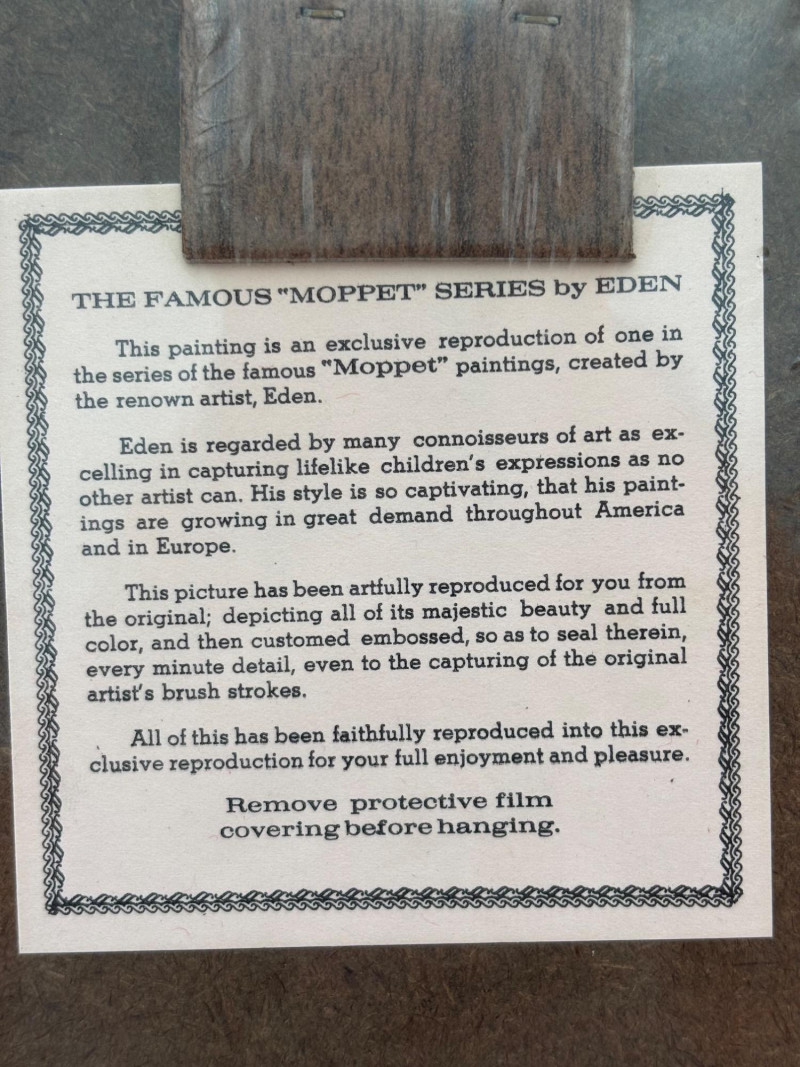 THE FAMOUS "MOPPET" SERIES by EDEN
This painting is an exclusive reproduction of one in
the series of the famous "Moppet" paintings, created by
the renown artist, Eden.
Eden is regarded by many connoisseurs of art as ex-
celling in capturing lifelike children's expressions as no
other artist can. His style is so captivating, that his paint-
ings are growing in great demand throughout America
and in Europe.
This picture has been artfully reproduced for you from
the original; depicting all of its majestic beauty and full
color, and then customed embossed, so as to seal therein,
every minute detail, even to the capturing of the original
artist's brush strokes.
All of this has been faithfully reproduced into this ex-
clusive reproduction for your full enjoyment and pleasure.
Remove protective film
covering before hanging.